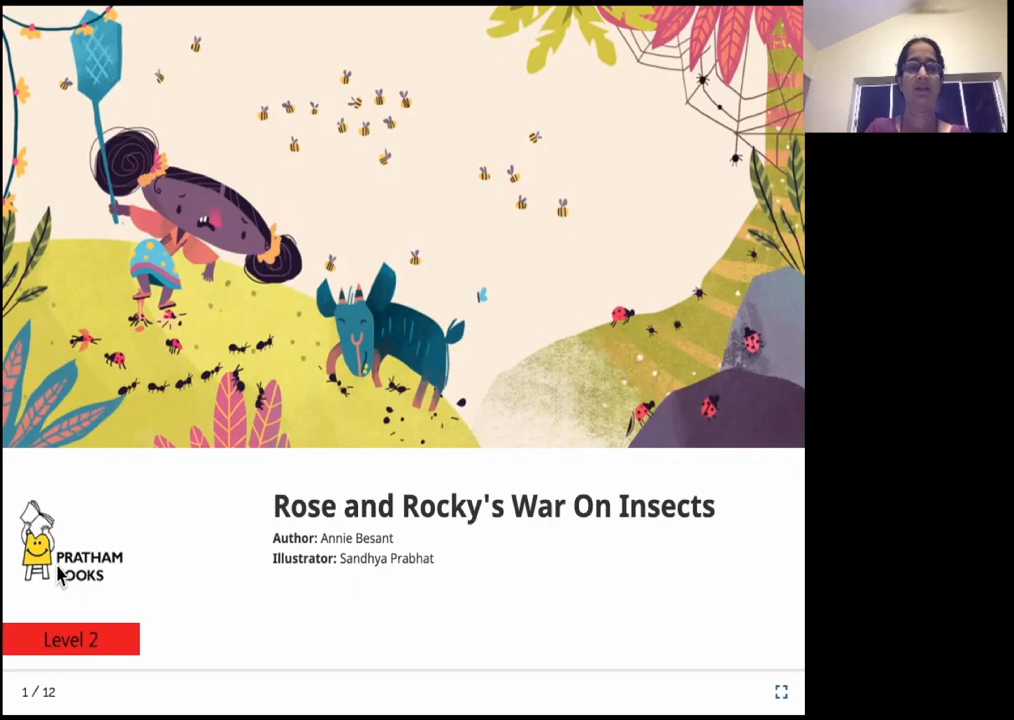 Rose and Rocky's War On Insects
Author: Annie Besant
Illustrator: Sandhya Prabhat
PRATHAM
OOKS
Level 2
1 / 12